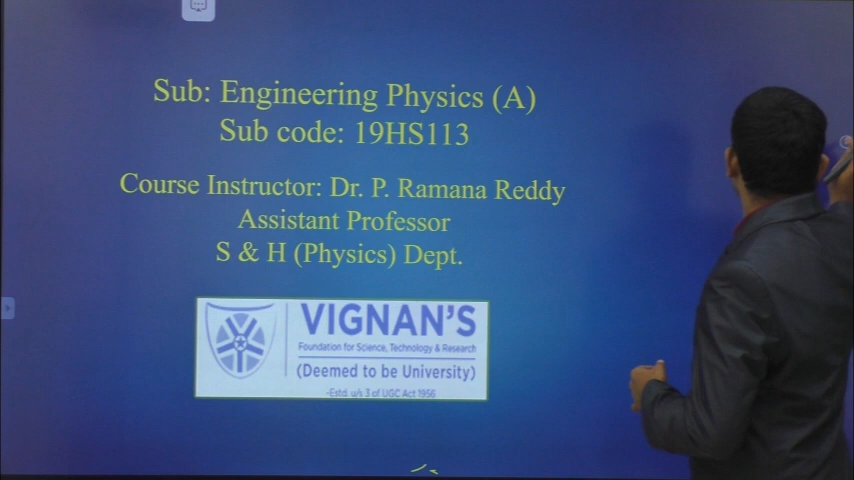 Sub: Engineering Physics (A)
Sub code: 19HS113
Course Instructor: Dr. P. Ramana Reddy
Assistant Professor
S & H (Physics) Dept.
VIGNAN'S
Foundation for Science, Technology & Research
(Deemed to be University)
-Estd. u/s 3 of UGC Act 1956